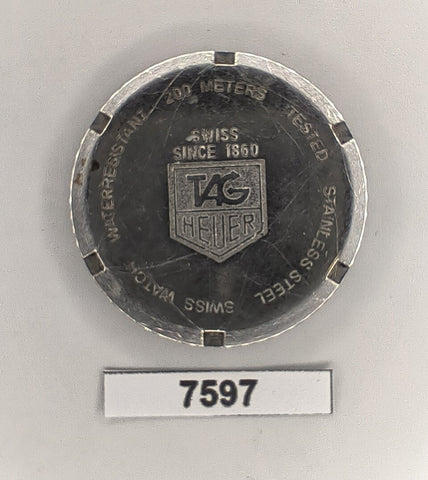 WATERRESISTANT 200 METERS TESTED STAINLESS STEEL SWISS WATCH
SWISS
SINCE 1860
TAG
HEUER
7597